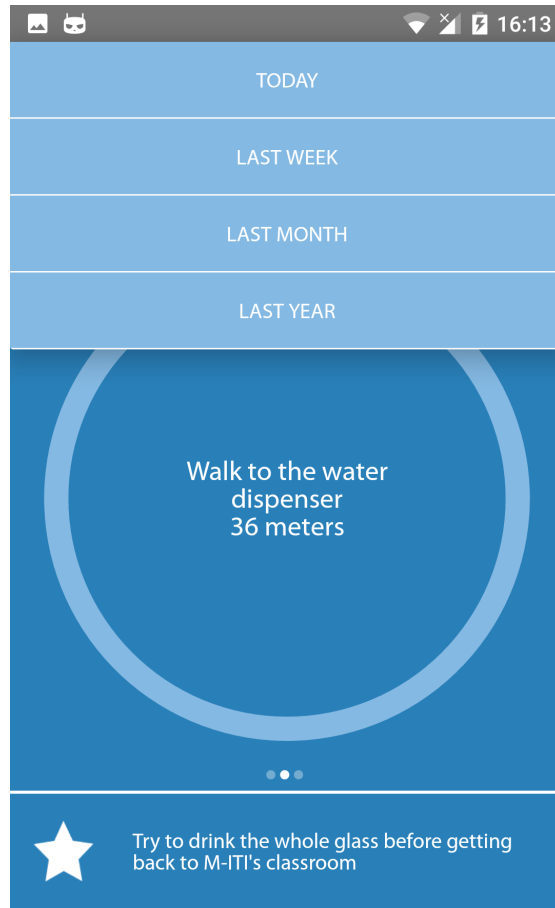 16:13
TODAY
LAST WEEK
LAST MONTH
LAST YEAR
Walk to the water
dispenser
36 meters
Try to drink the whole glass before getting
back to M-ITI's classroom